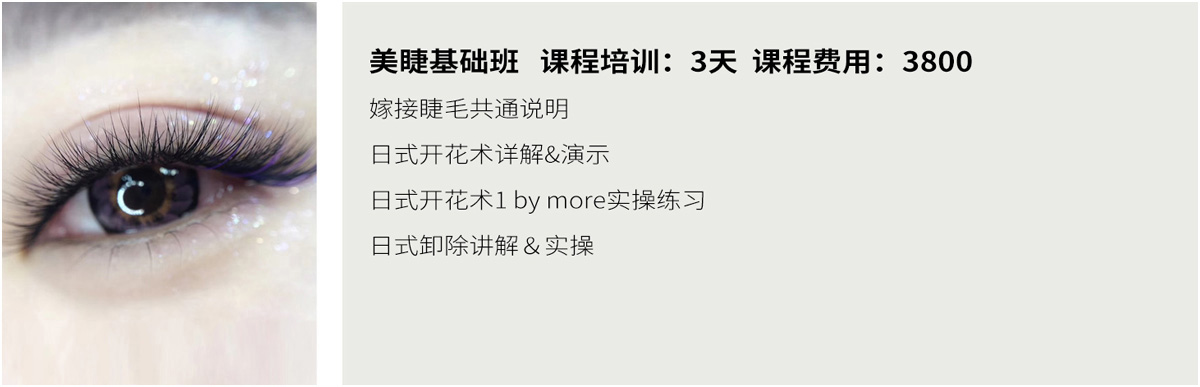 美睫基础班 课程培训：3天 课程费用：3800
嫁接睫毛共通说明
日式开花术详解&演示
日式开花术1 by more实操练习
日式卸除讲解 & 实操